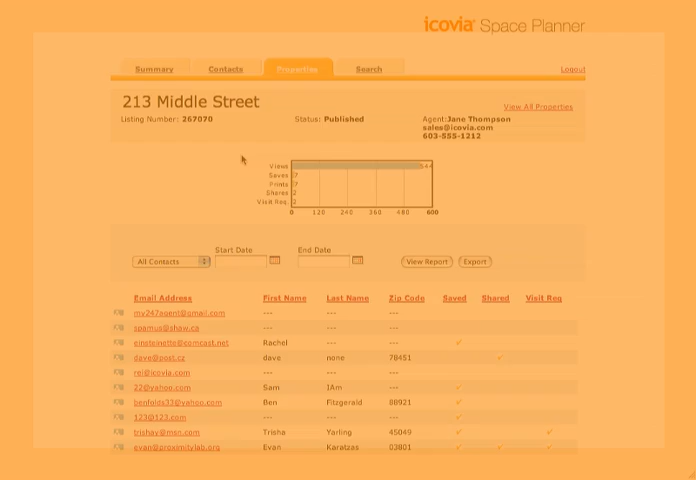 icovia Space Planner
Summary Contacts Properties Search Logout
213 Middle Street
View All Properties
Listing Number: 267070 Status: Published Agent: Jane Thompson
sales@icovia.com
603-555-1212
Views
Saves 7
Prints 7
Shares 2
Visit Req. 2
0 120 240 360 480 600
Start Date End Date
All Contacts View Report Export
Email Address First Name Last Name Zip Code Saved Shared Visit Req
my247agent@gmail.com --- --- ---
spamus@shaw.ca --- --- ---
einsteinette@comcast.net Rachel --- ---
dave@post.cz dave none 78451
rei@icovia.com --- --- ---
22@yahoo.com Sam IAm ---
benfolds33@yahoo.com Ben Fitzgerald 88921
123@123.com --- --- ---
trishay@msn.com Trisha Yarling 45049
evan@proximitylab.org Evan Karatzas 03801